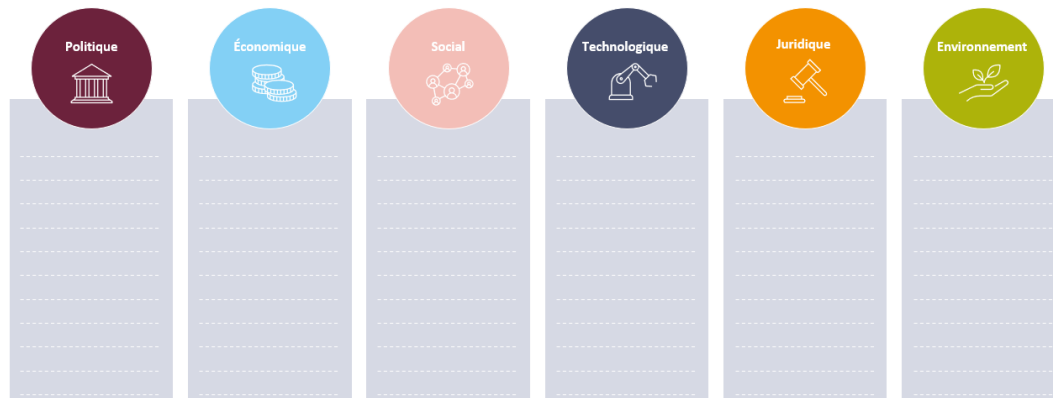 Politique
Économique
Social
Technologique
Juridique
Environnement